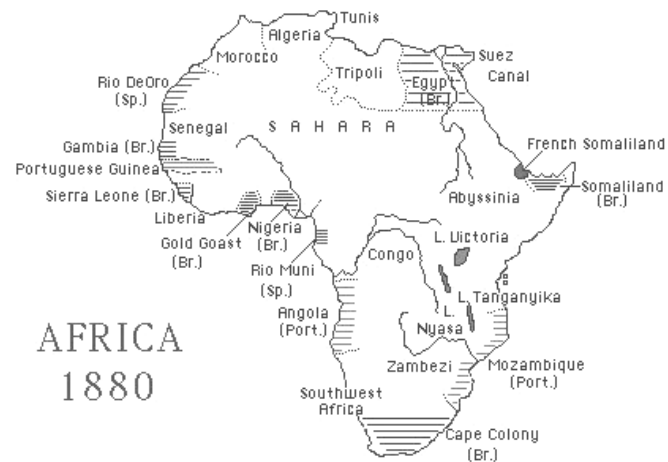 Tunis
Algeria
Morocco
Suez
Canal
Tripoli
Egypt
(Br.)
Rio DeOro
(Sp.)
Senegal
S A H A R A
Gambia (Br.)
French Somaliland
Portuguese Guinea
Sierra Leone (Br.)
Abyssinia
Somaliland
(Br.)
Liberia
Nigeria
(Br.)
Gold Goast
(Br.)
Rio Muni
(Sp.)
Congo
L. Victoria
L. Tanganyika
Angola
(Port.)
L.
Nyasa
AFRICA
1880
Zambezi
Mozambique
(Port.)
Southwest
Africa
Cape Colony
(Br.)